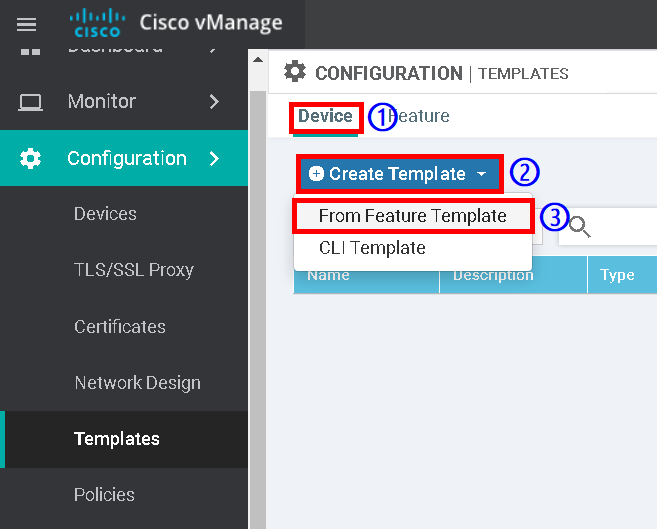 cisco Cisco vManage
Dashboard
Monitor
Configuration
Devices
TLS/SSL Proxy
Certificates
Network Design
Templates
Policies
CONFIGURATION | TEMPLATES
Device 1 Feature
Create Template 2
From Feature Template 3
CLI Template
Name Description Type